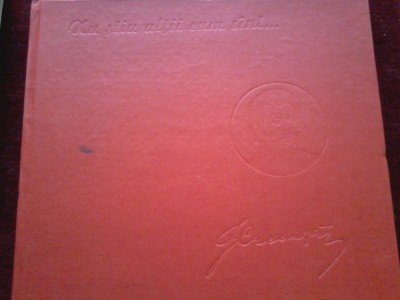 Nu știu alții cum sînt...